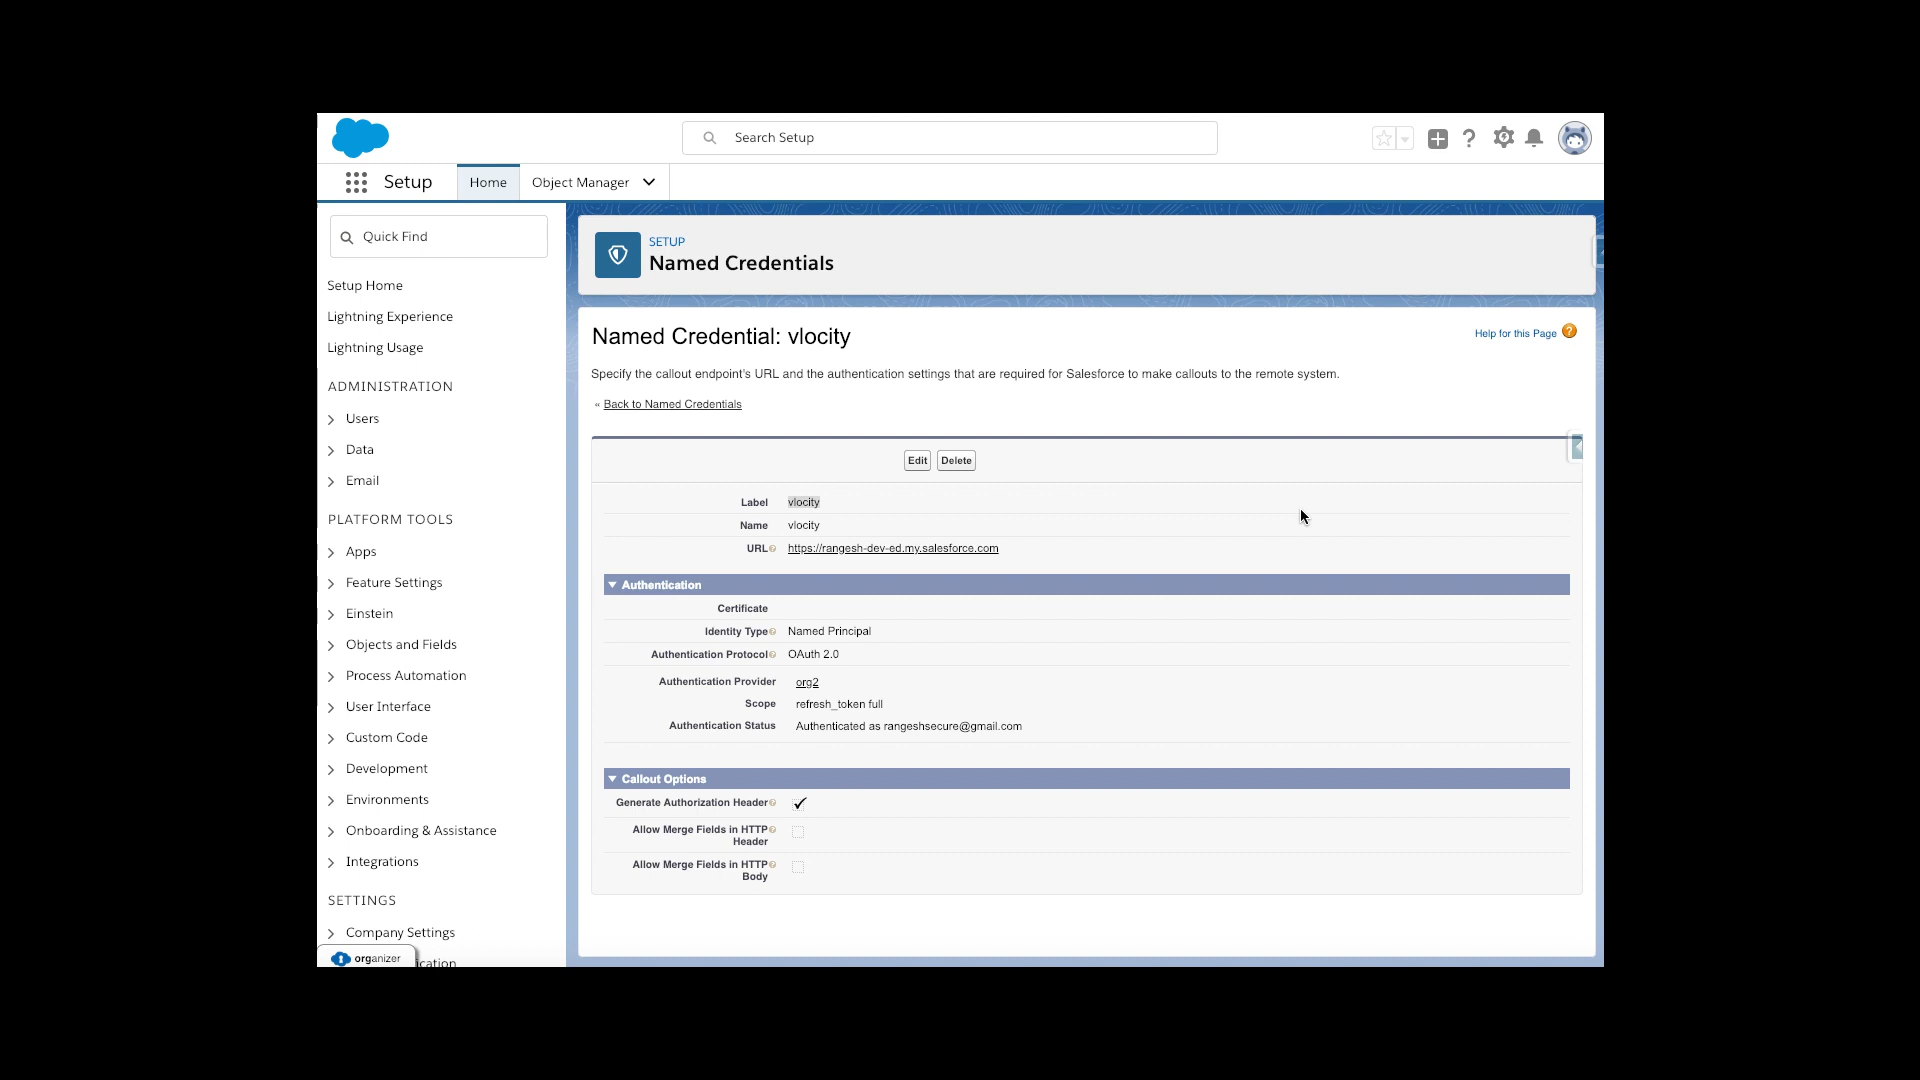 Search Setup
Setup
Home
Object Manager
Quick Find
Setup Home
Lightning Experience
Lightning Usage
ADMINISTRATION
Users
Data
Email
PLATFORM TOOLS
Apps
Feature Settings
Einstein
Objects and Fields
Process Automation
User Interface
Custom Code
Development
Environments
Onboarding & Assistance
Integrations
SETTINGS
Company Settings
organizer
ication
SETUP
Named Credentials
Named Credential: vlocity
Help for this Page ?
Specify the callout endpoint's URL and the authentication settings that are required for Salesforce to make callouts to the remote system.
« Back to Named Credentials
Edit Delete
Label vlocity
Name vlocity
URL https://rangesh-dev-ed.my.salesforce.com
Authentication
Certificate
Identity Type Named Principal
Authentication Protocol OAuth 2.0
Authentication Provider org2
Scope refresh_token full
Authentication Status Authenticated as rangeshsecure@gmail.com
Callout Options
Generate Authorization Header
Allow Merge Fields in HTTP
Header
Allow Merge Fields in HTTP
Body